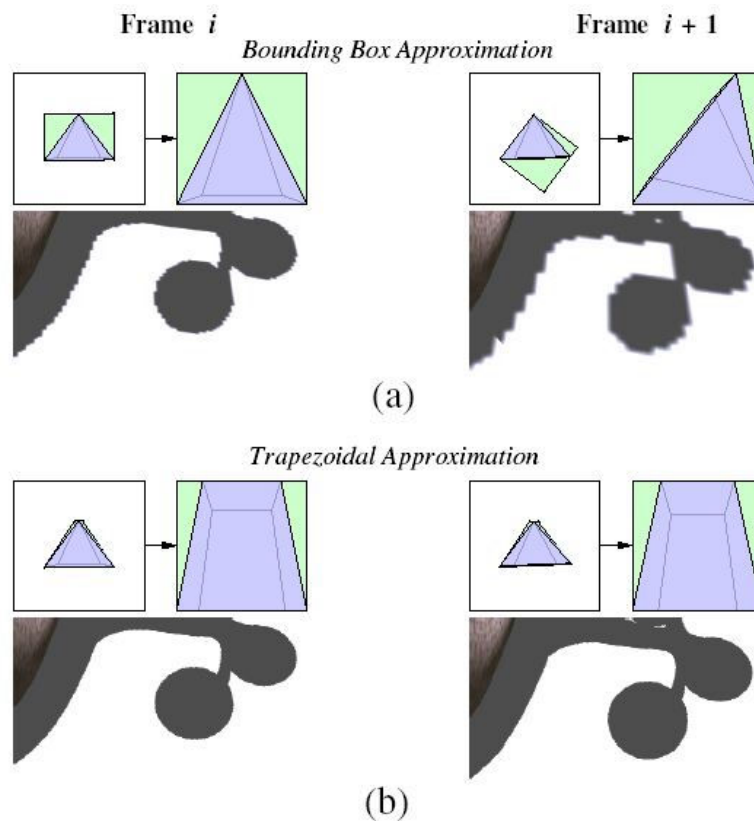 Frame i Frame i + 1
Bounding Box Approximation
(a)
Trapezoidal Approximation
(b)